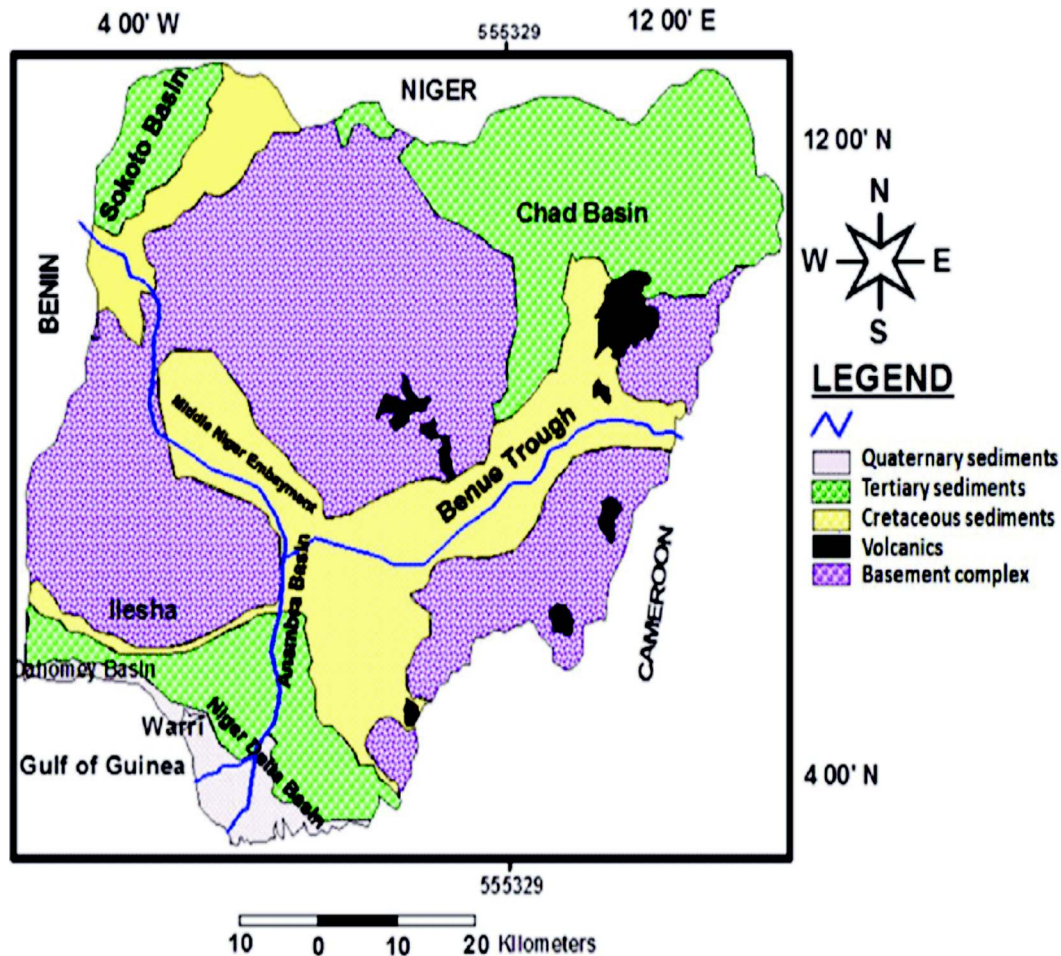 4 00' W
555329
12 00' E
NIGER
12 00' N
Sokoto Basin
N
Chad Basin
W
E
S
BENIN
LEGEND
Middle Niger Embayment
Benue Trough
Quaternary sediments
Tertiary sediments
Cretaceous sediments
Volcanics
Basement complex
Anambra Basin
Ilesha
CAMEROON
Dahomey Basin
Warri
Niger Delta Basin
Gulf of Guinea
4 00' N
555329
10 0 10 20 Kilometers